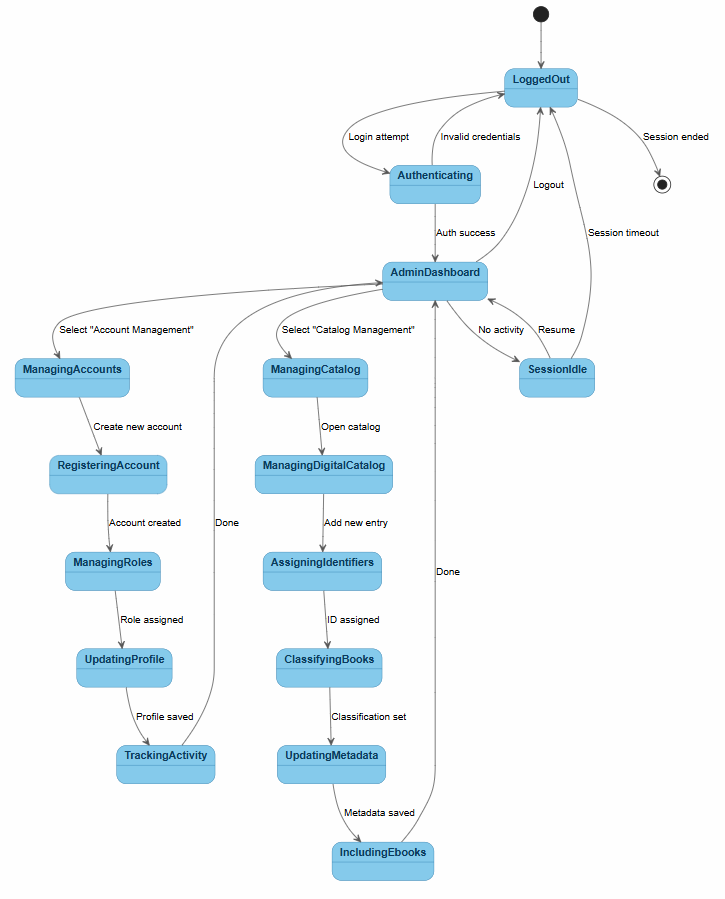 LoggedOut
Login attempt
Invalid credentials
Session ended
Authenticating
Logout
Auth success
Session timeout
AdminDashboard
Select "Account Management"
Select "Catalog Management"
No activity
Resume
ManagingAccounts
ManagingCatalog
SessionIdle
Create new account
Open catalog
RegisteringAccount
ManagingDigitalCatalog
Account created
Done
Add new entry
ManagingRoles
AssigningIdentifiers
Done
Role assigned
ID assigned
UpdatingProfile
ClassifyingBooks
Profile saved
Classification set
TrackingActivity
UpdatingMetadata
Metadata saved
IncludingEbooks